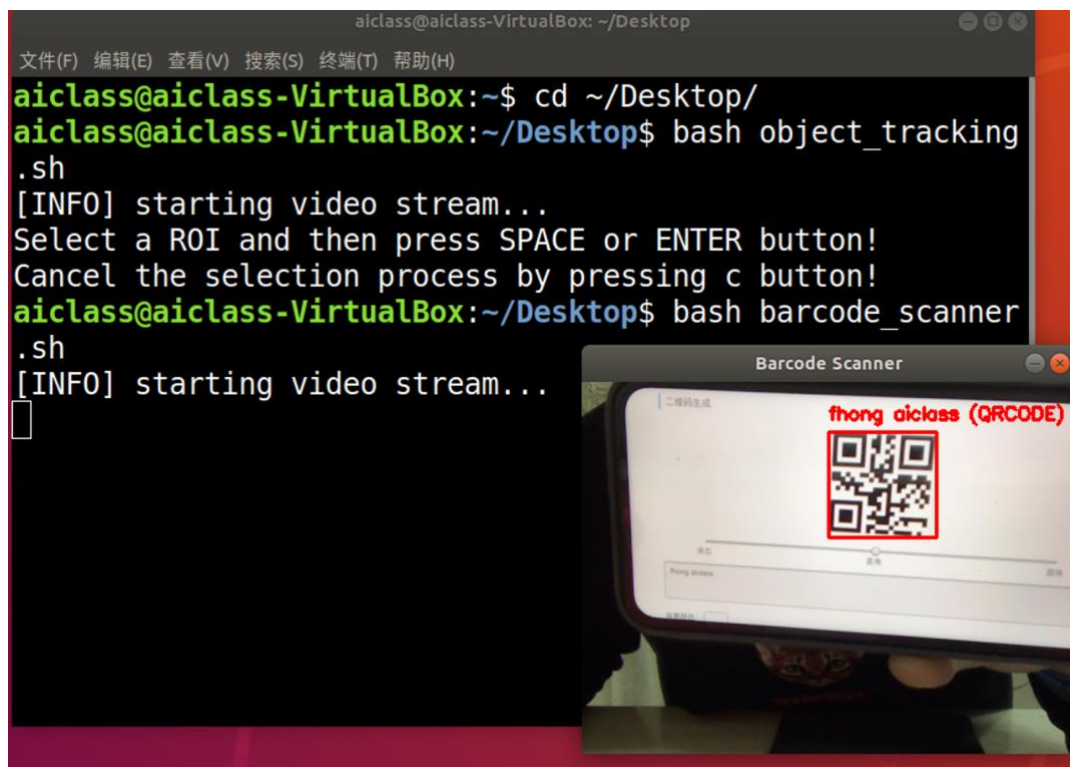 aiclass@aiclass-VirtualBox: ~/Desktop
文件(F) 编辑(E) 查看(V) 搜索(S) 终端(T) 帮助(H)
aiclass@aiclass-VirtualBox:~$ cd ~/Desktop/
aiclass@aiclass-VirtualBox:~/Desktop$ bash object_tracking
.sh
[INFO] starting video stream...
Select a ROI and then press SPACE or ENTER button!
Cancel the selection process by pressing c button!
aiclass@aiclass-VirtualBox:~/Desktop$ bash barcode_scanner
.sh
[INFO] starting video stream...
Barcode Scanner
二维码生成
fhong aiclass (QRCODE)
fhong aiclass